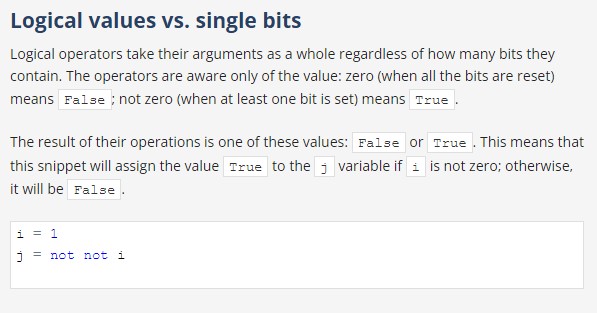 Logical values vs. single bits
Logical operators take their arguments as a whole regardless of how many bits they
contain. The operators are aware only of the value: zero (when all the bits are reset)
means False ; not zero (when at least one bit is set) means True .
The result of their operations is one of these values: False or True . This means that
this snippet will assign the value True to the j variable if i is not zero; otherwise,
it will be False .
i = 1
j = not not i